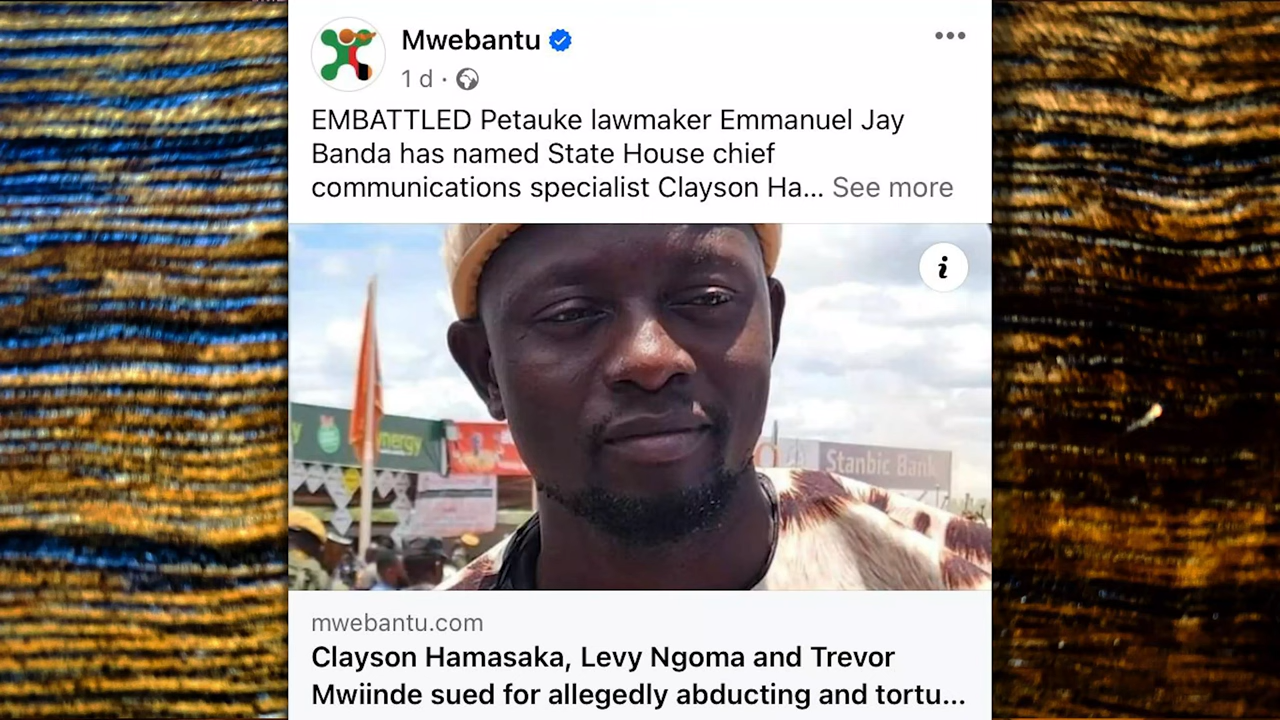 Mwebantu
1 d ·
EMBATTLED Petauke lawmaker Emmanuel Jay
Banda has named State House chief
communications specialist Clayson Ha... See more
i
nergy
Stanbic Bank
mwebantu.com
Clayson Hamasaka, Levy Ngoma and Trevor
Mwiinde sued for allegedly abducting and tortu...